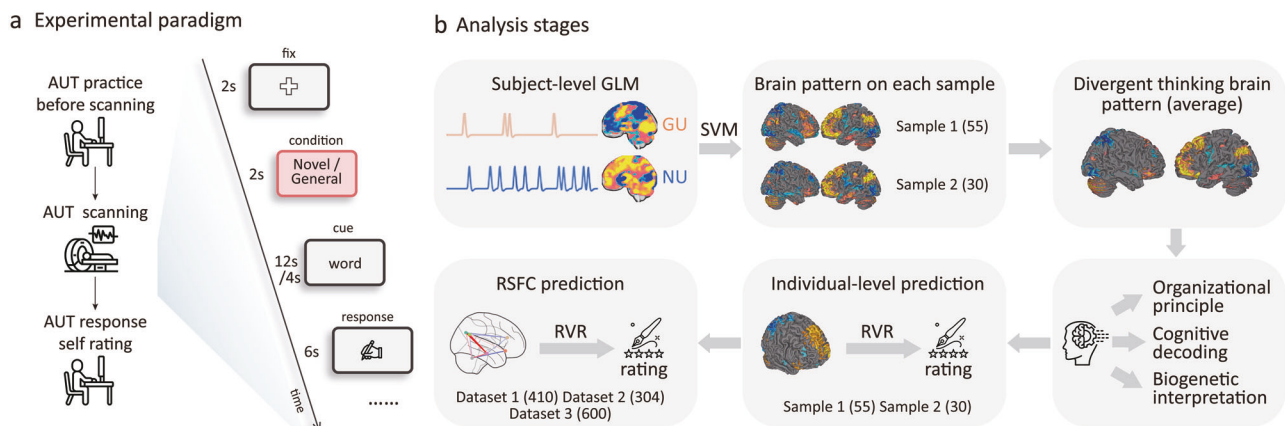 a Experimental paradigm
AUT practice
before scanning
AUT scanning
AUT response
self rating
fix
2s
condition
2s
Novel /
General
cue
12s
/4s
word
response
6s
time
......
b Analysis stages
Subject-level GLM
GU
NU
SVM
Brain pattern on each sample
Sample 1 (55)
Sample 2 (30)
Divergent thinking brain
pattern (average)
Organizational
principle
Cognitive
decoding
Biogenetic
interpretation
Individual-level prediction
RVR
rating
Sample 1 (55) Sample 2 (30)
RSFC prediction
RVR
rating
Dataset 1 (410) Dataset 2 (304)
Dataset 3 (600)